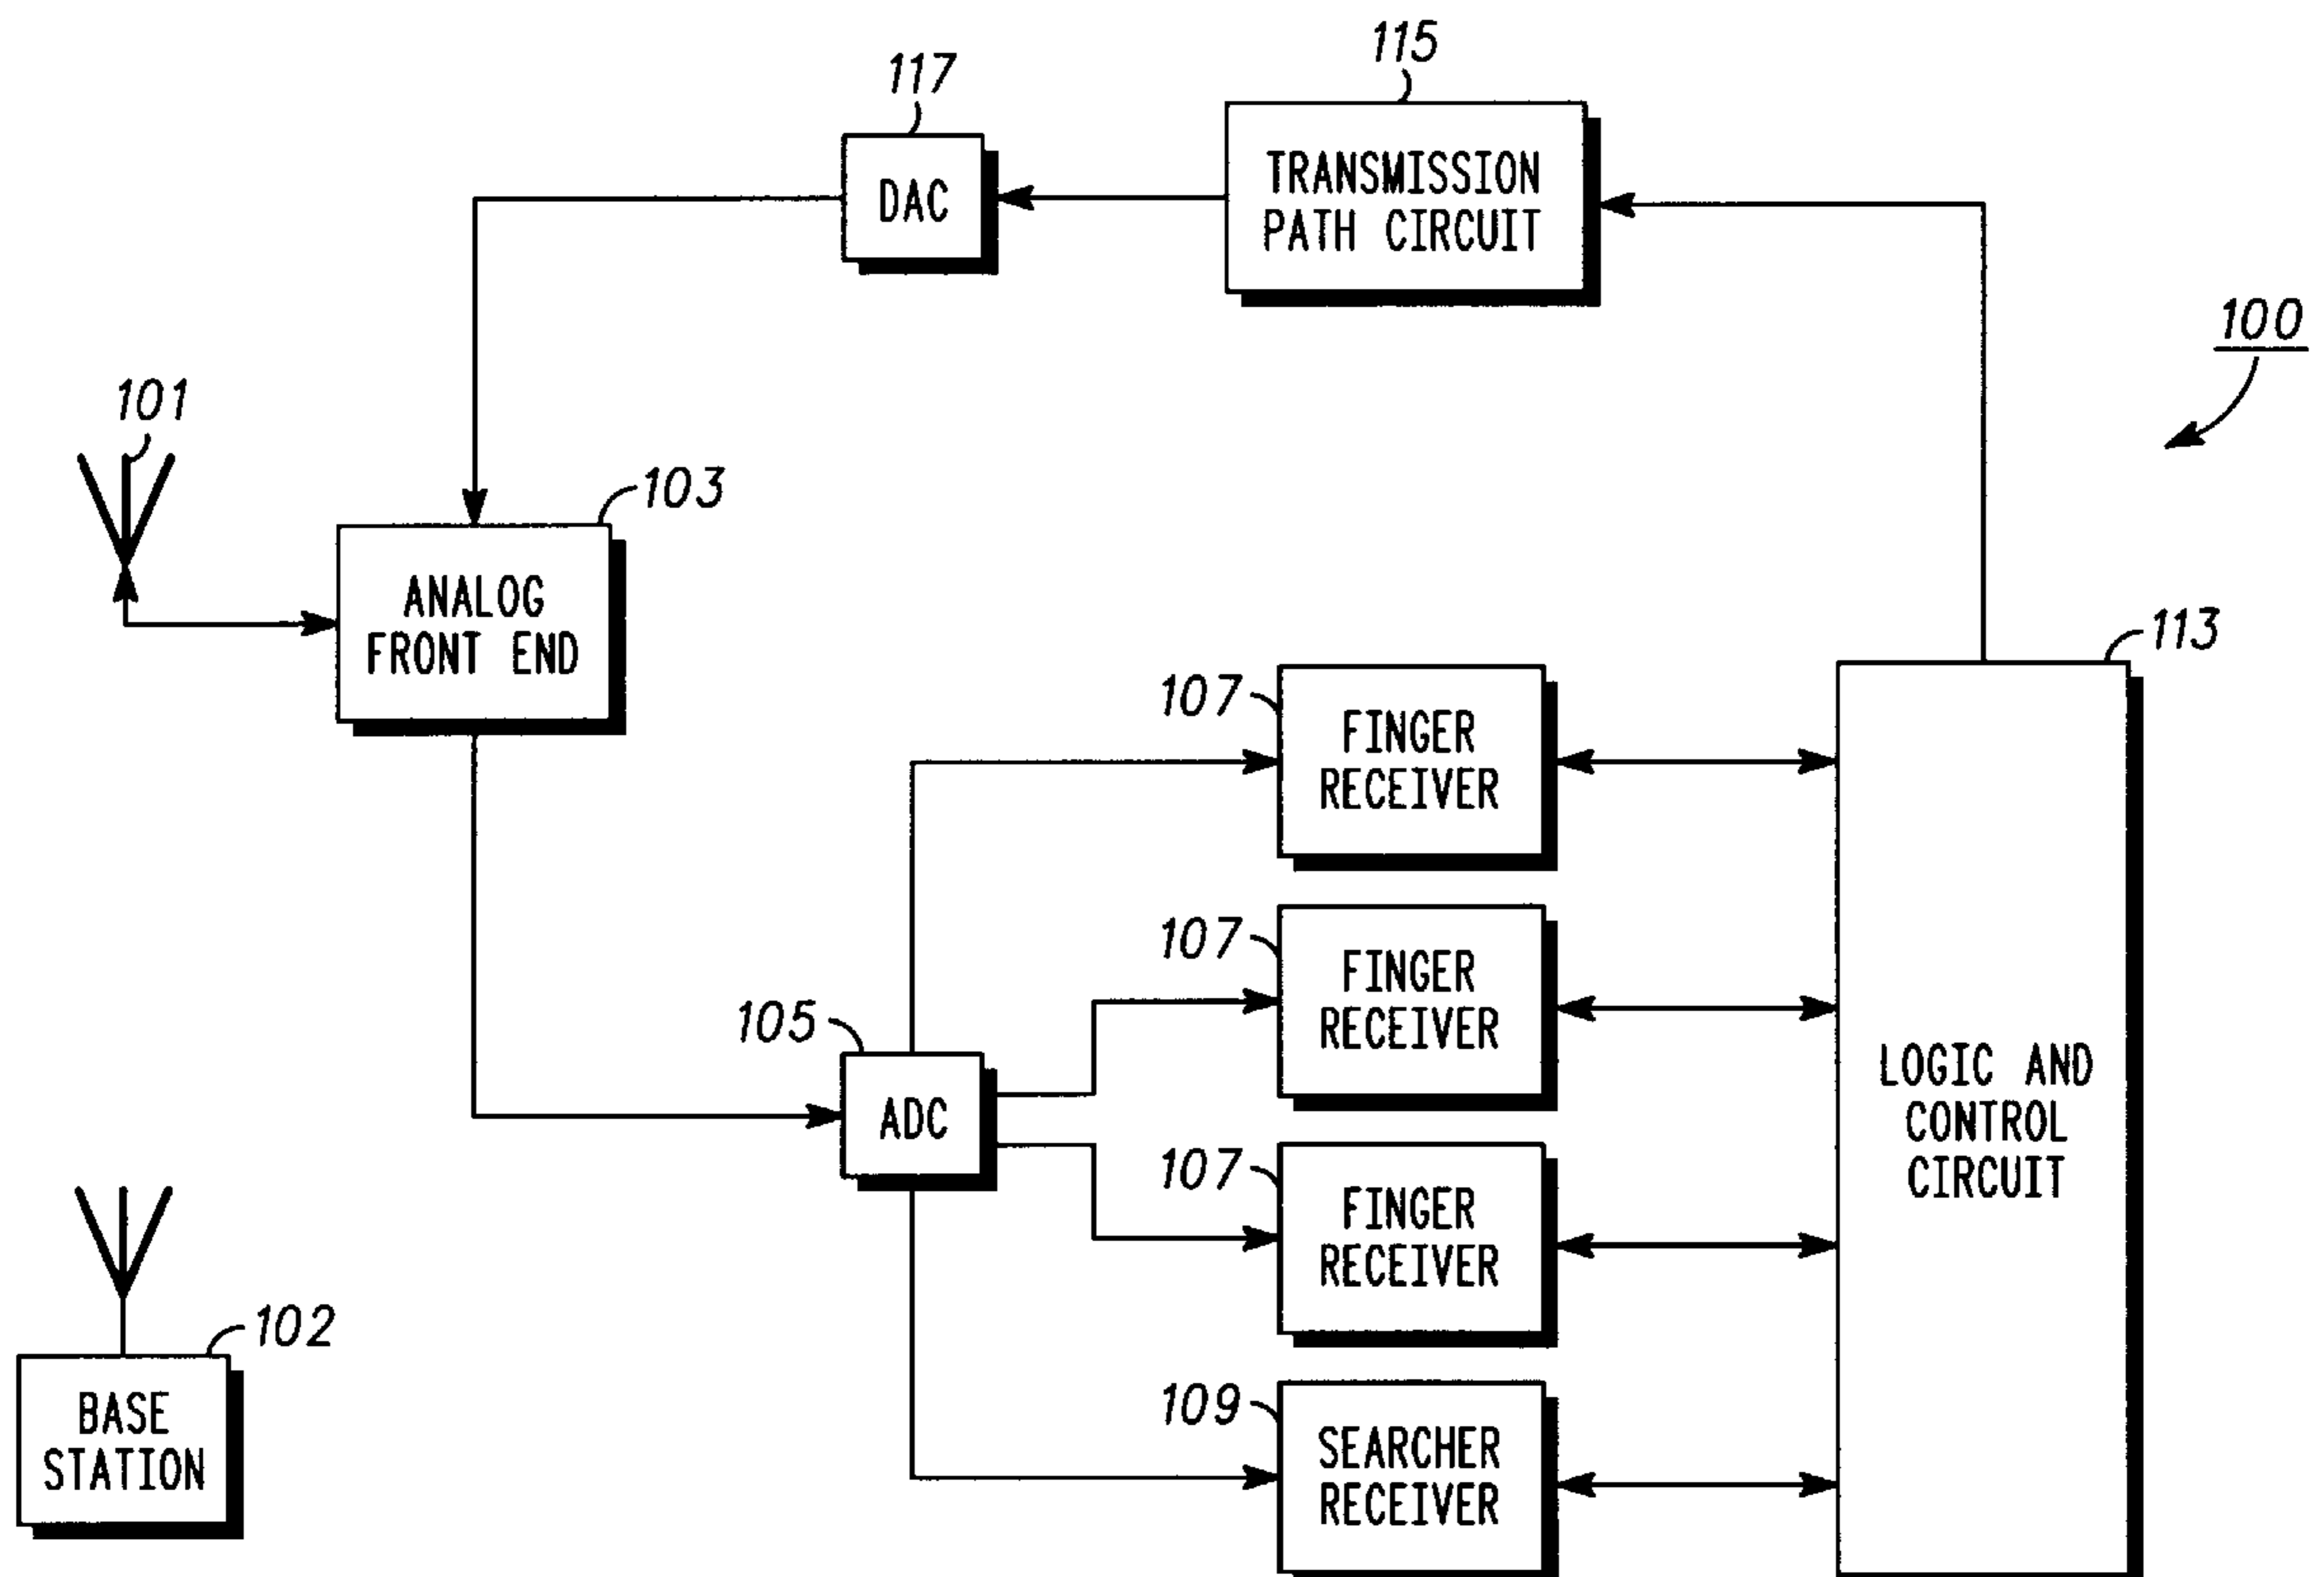 115
117
TRANSMISSION
PATH CIRCUIT
DAC
100
101
103
ANALOG
FRONT END
113
107
FINGER
RECEIVER
107
FINGER
RECEIVER
105
ADC
LOGIC AND
CONTROL
CIRCUIT
107
FINGER
RECEIVER
102
BASE
STATION
109
SEARCHER
RECEIVER